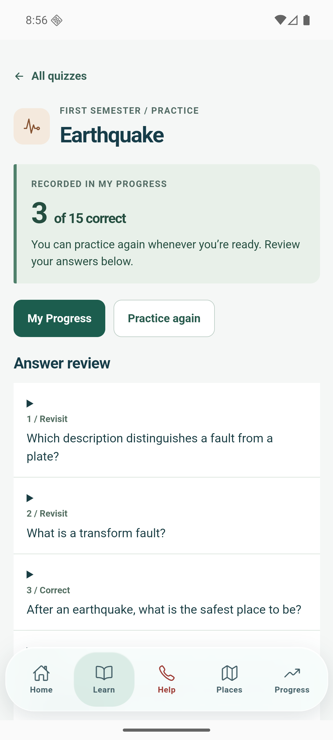 8:56
All quizzes
FIRST SEMESTER / PRACTICE
Earthquake
RECORDED IN MY PROGRESS
3 of 15 correct
You can practice again whenever you’re ready. Review
your answers below.
My Progress
Practice again
Answer review
1 / Revisit
Which description distinguishes a fault from a
plate?
2 / Revisit
What is a transform fault?
3 / Correct
After an earthquake, what is the safest place to be?
Home
Learn
Help
Places
Progress